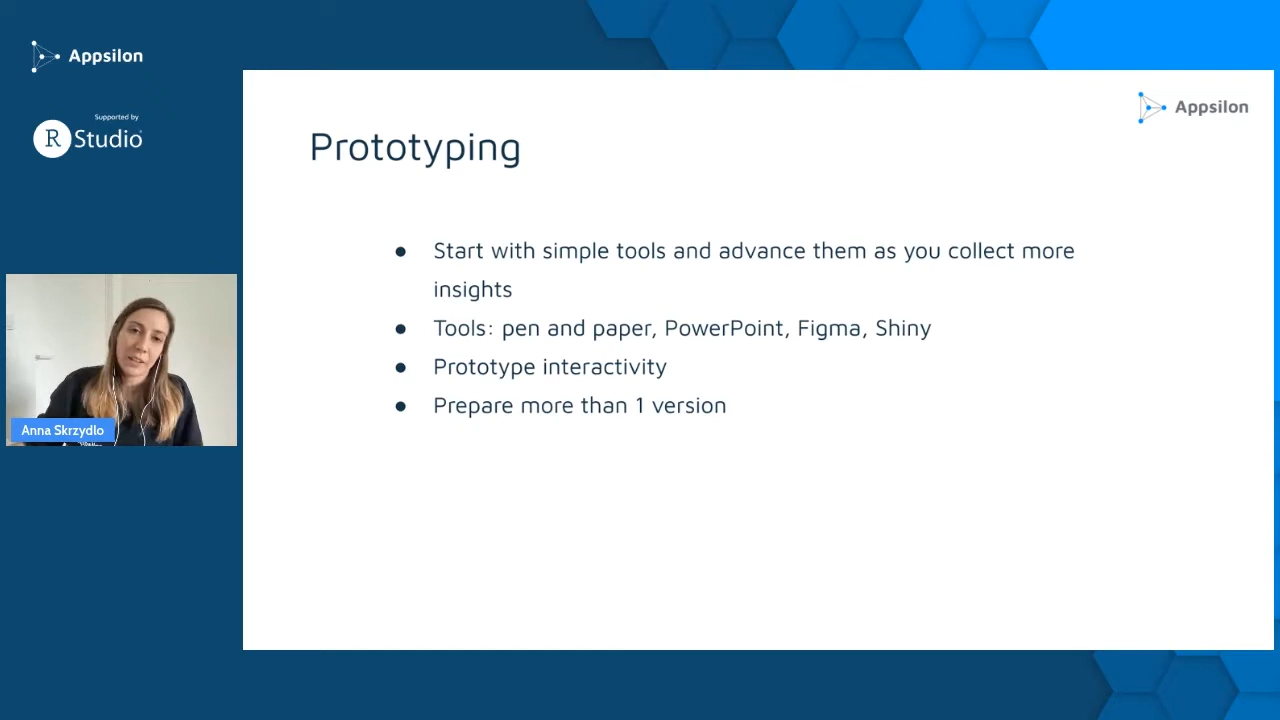 Appsilon
Supported by
R Studio
Anna Skrzydlo
Appsilon
Prototyping
● Start with simple tools and advance them as you collect more
insights
● Tools: pen and paper, PowerPoint, Figma, Shiny
● Prototype interactivity
● Prepare more than 1 version